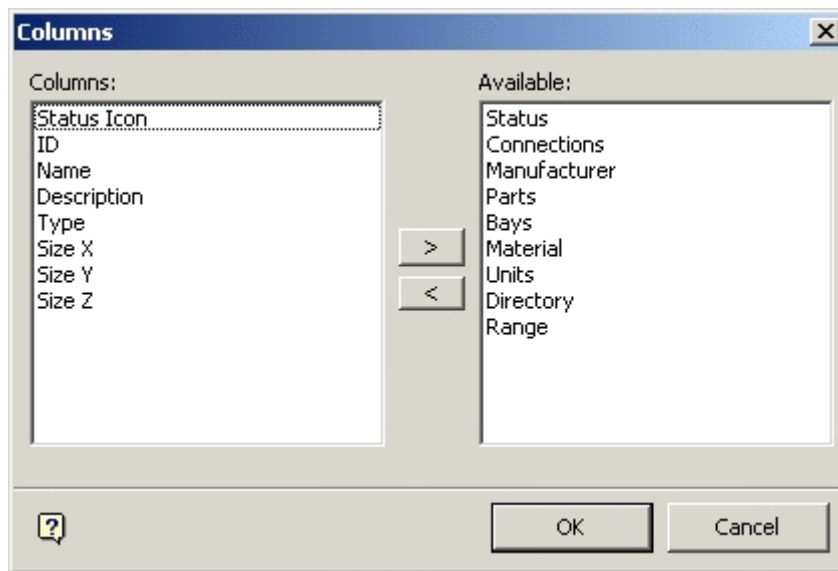 Columns
Columns:
Status Icon
ID
Name
Description
Type
Size X
Size Y
Size Z
>
<
Available:
Status
Connections
Manufacturer
Parts
Bays
Material
Units
Directory
Range
?
OK
Cancel